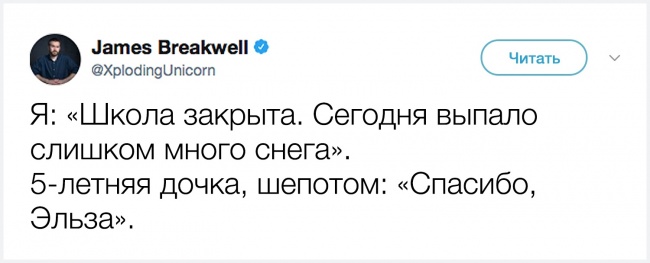 James Breakwell
@XplodingUnicorn
Читать
Я: «Школа закрыта. Сегодня выпало
слишком много снега».
5-летняя дочка, шепотом: «Спасибо,
Эльза».